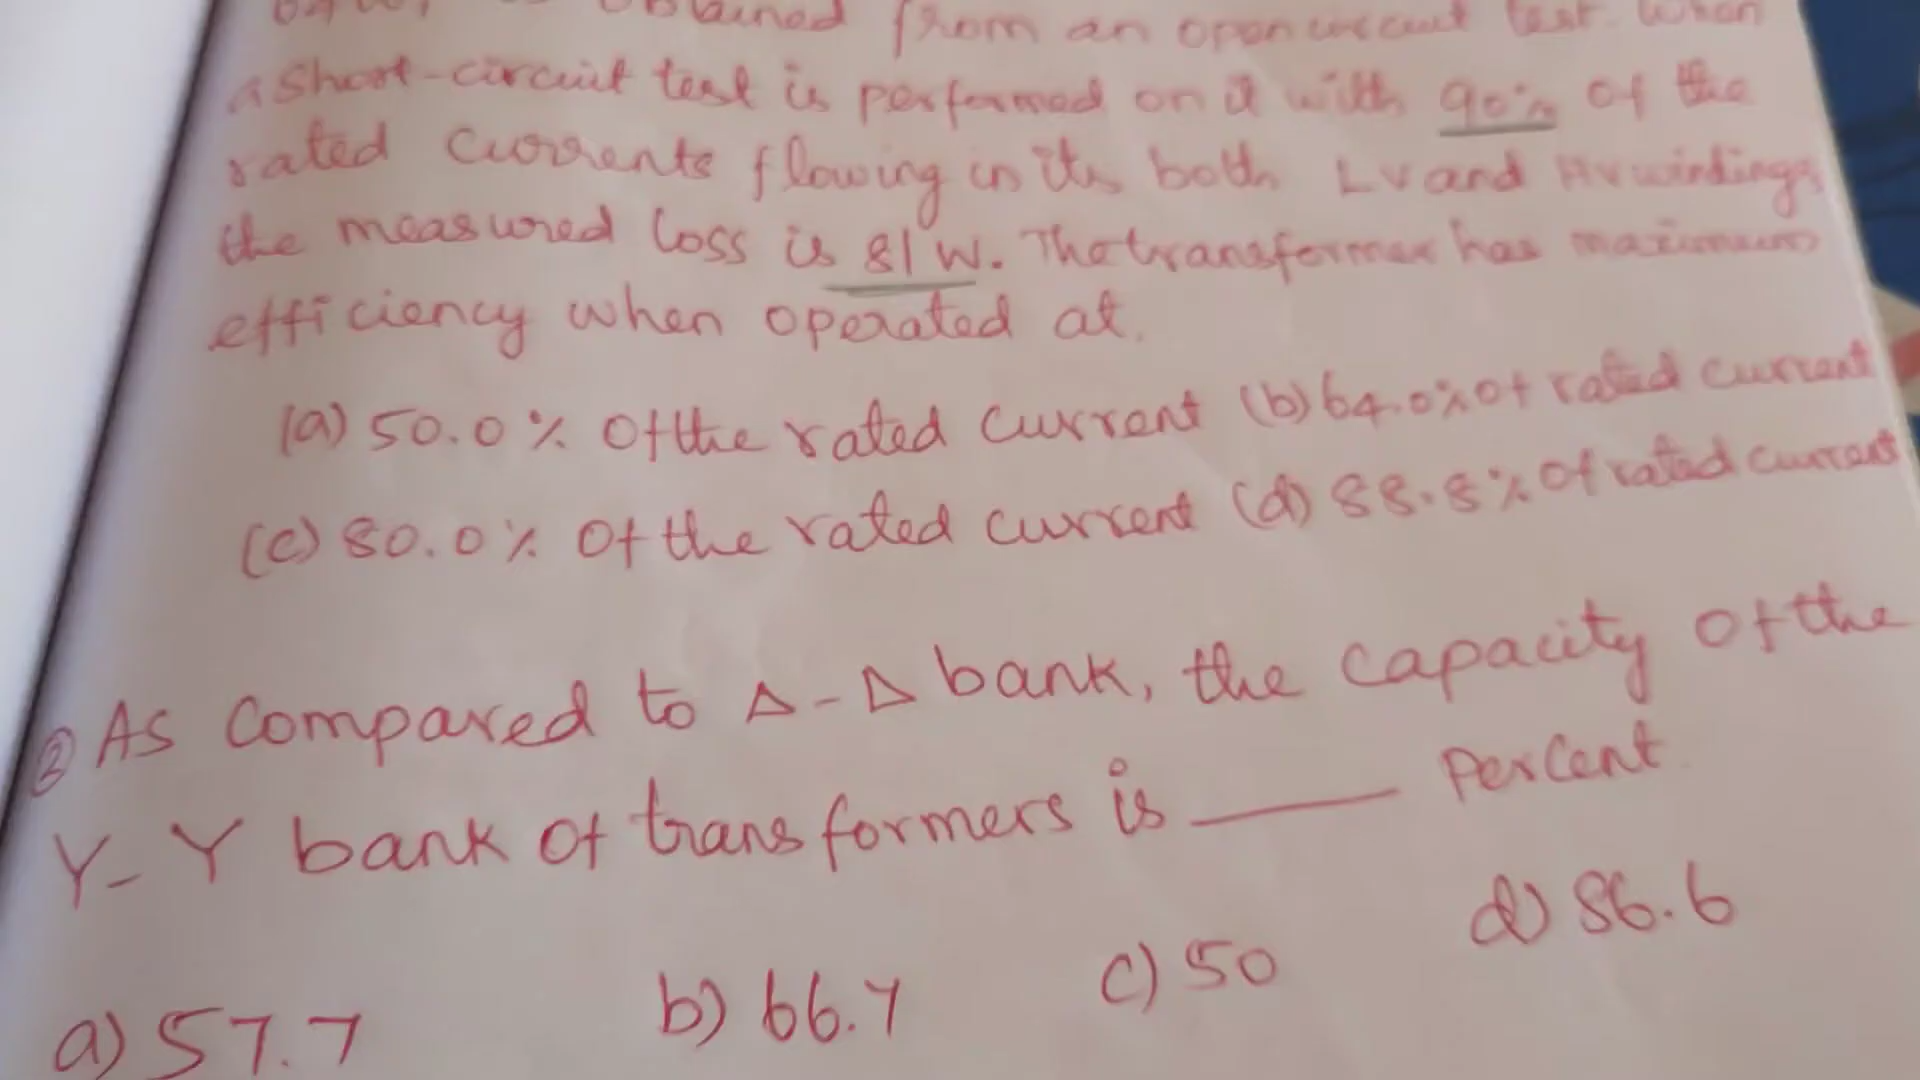 obtained from an open circuit test. When
a Short-circuit test is performed on it with 90% of the
rated Currents flowing in its both LV and HV windings,
the measured loss is 81 W. The transformer has maximum
efficiency when operated at.
(a) 50.0 % Of the rated Current (b) 64.0% of rated current
(c) 80.0 % Of the rated current (d) 88.8 % Of rated current
② As Compared to Δ-Δ bank, the Capacity Of the
Y-Y bank Of transformers is ____ Percent
a) 57.7 b) 66.7 c) 50 d) 86.6